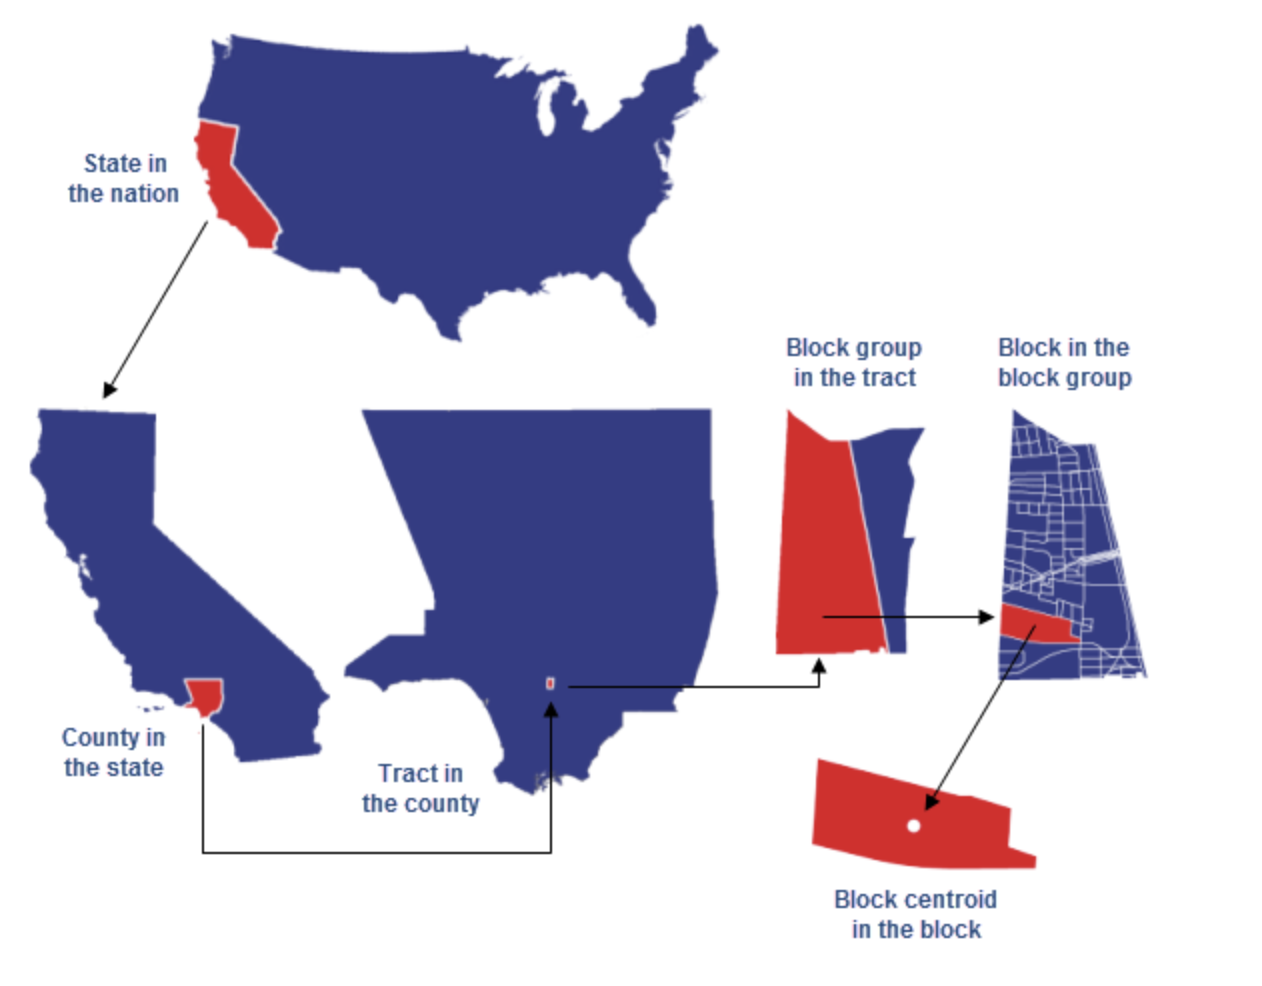 State in
the nation
Block group
in the tract
Block in the
block group
County in
the state
Tract in
the county
Block centroid
in the block